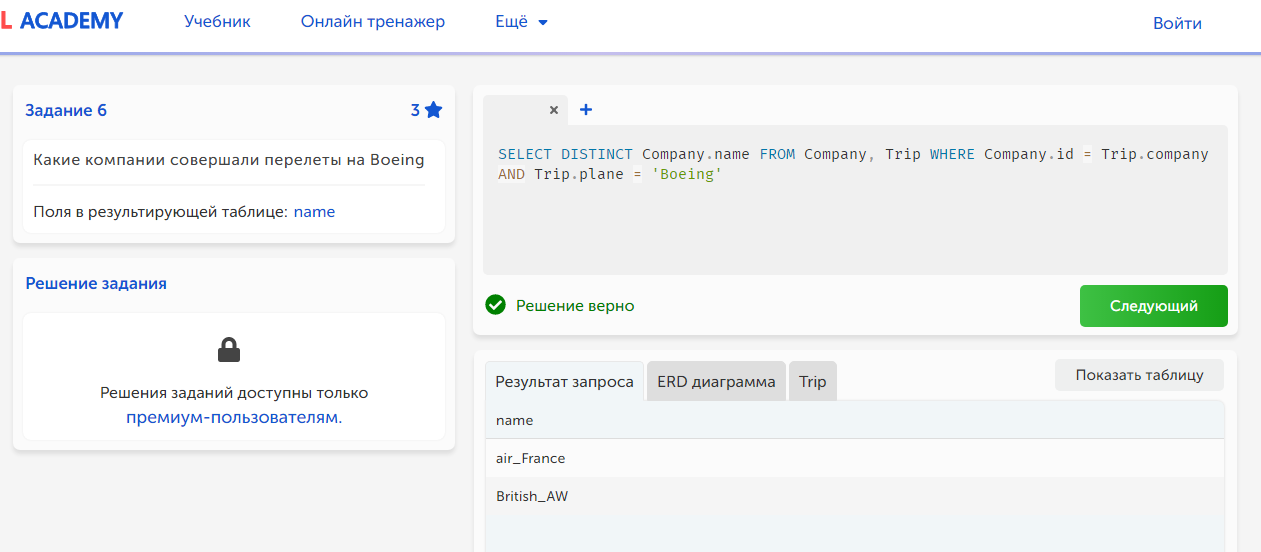 L ACADEMY Учебник Онлайн тренажер Ещё Войти
Задание 6 3
Какие компании совершали перелеты на Boeing
Поля в результирующей таблице: name
Решение задания
Решения заданий доступны только
премиум-пользователям.
× +
SELECT DISTINCT Company.name FROM Company, Trip WHERE Company.id = Trip.company
AND Trip.plane = 'Boeing'
Решение верно Следующий
Результат запроса ERD диаграмма Trip Показать таблицу
name
air_France
British_AW